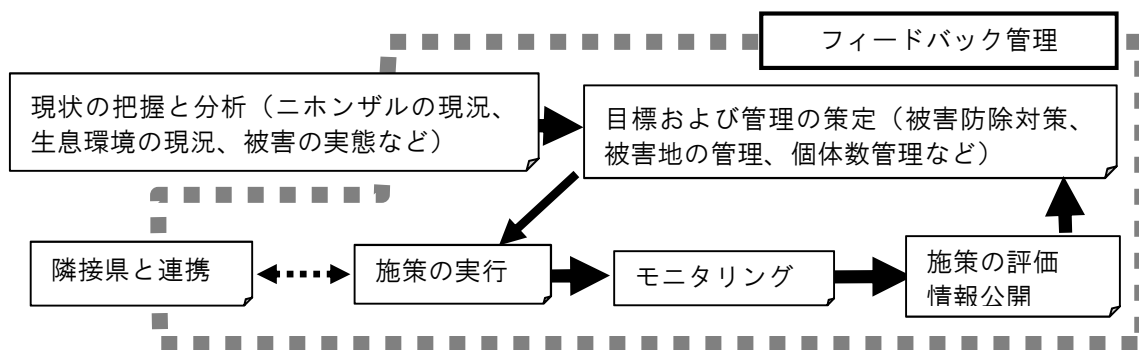 フィードバック管理
現状の把握と分析（ニホンザルの現況、
生息環境の現況、被害の実態など）
目標および管理の策定（被害防除対策、
被害地の管理、個体数管理など）
隣接県と連携
施策の実行
モニタリング
施策の評価
情報公開